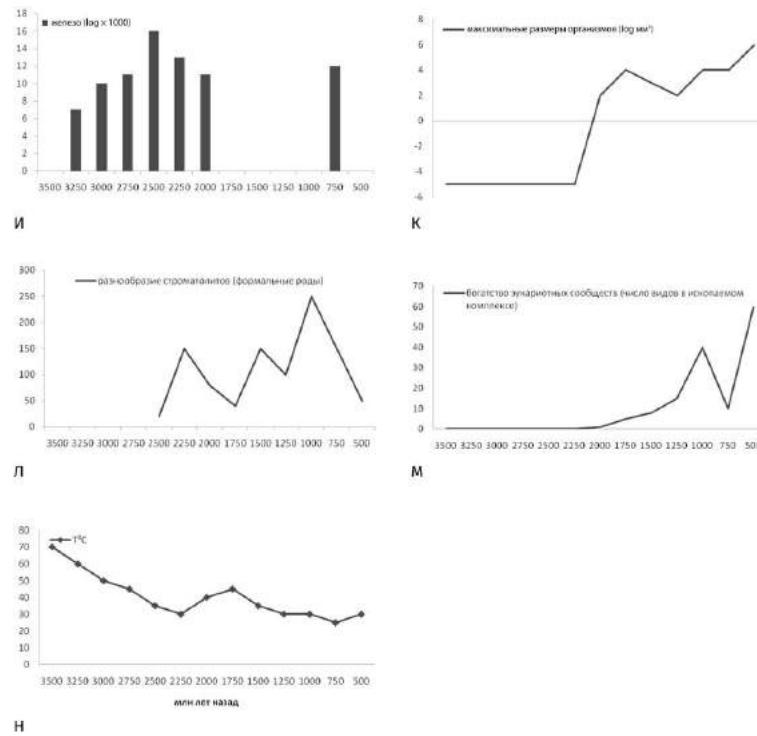 железо (log x 1000)
18
16
14
12
10
8
6
4
2
0
3500 3250 3000 2750 2500 2250 2000 1750 1500 1250 1000 750 500
И
максимальные размеры организмов (log мм³)
8
6
4
2
0
-2
-4
-6
К
разнообразие строматолитов (формальные роды)
300
250
200
150
100
50
0
3500 3250 3000 2750 2500 2250 2000 1750 1500 1250 1000 750 500
Л
богатство эукариотных сообществ (число видов в ископаемом
комплексе)
70
60
50
40
30
20
10
0
3500 3250 3000 2750 2500 2250 2000 1750 1500 1250 1000 750 500
М
T°C
80
70
60
50
40
30
20
10
0
3500 3250 3000 2750 2500 2250 2000 1750 1500 1250 1000 750 500
млн лет назад
Н